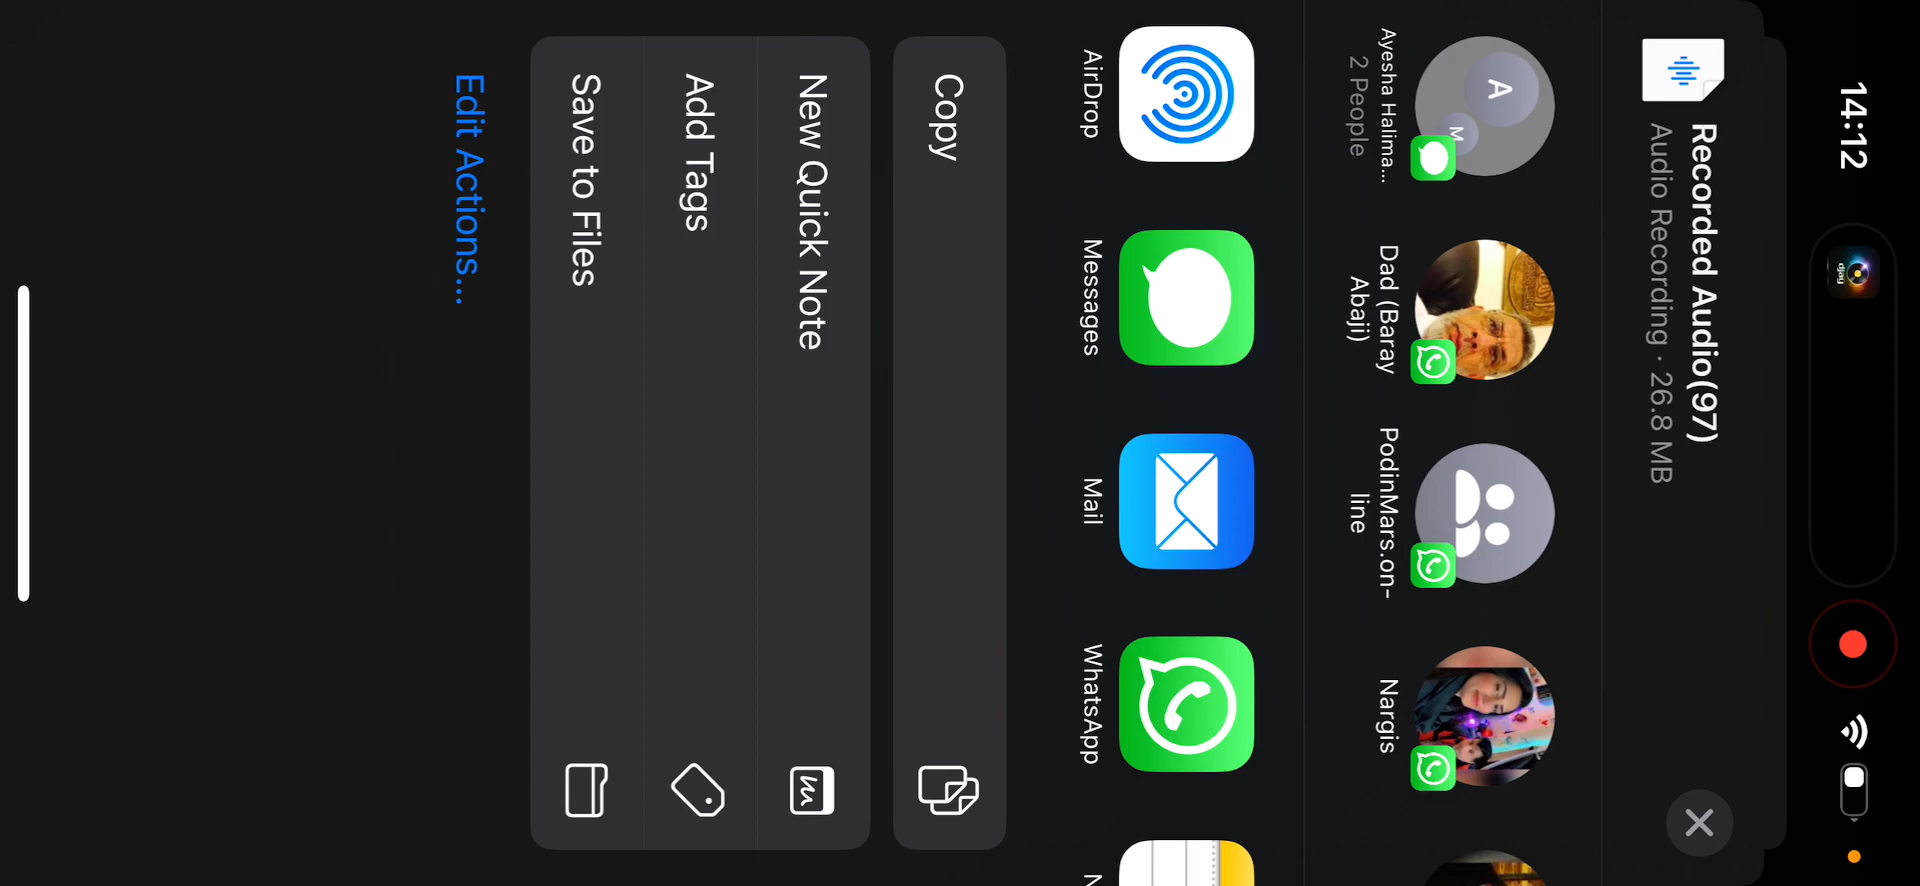 14:12
djay
Recorded Audio(97)
Audio Recording · 26.8 MB
A
M
Ayesha Halima...
2 People
Dad (Baray
Abaji)
PodinMars.on-
line
Nargis
AirDrop
Messages
Mail
WhatsApp
N
Copy
New Quick Note
Add Tags
Save to Files
Edit Actions...